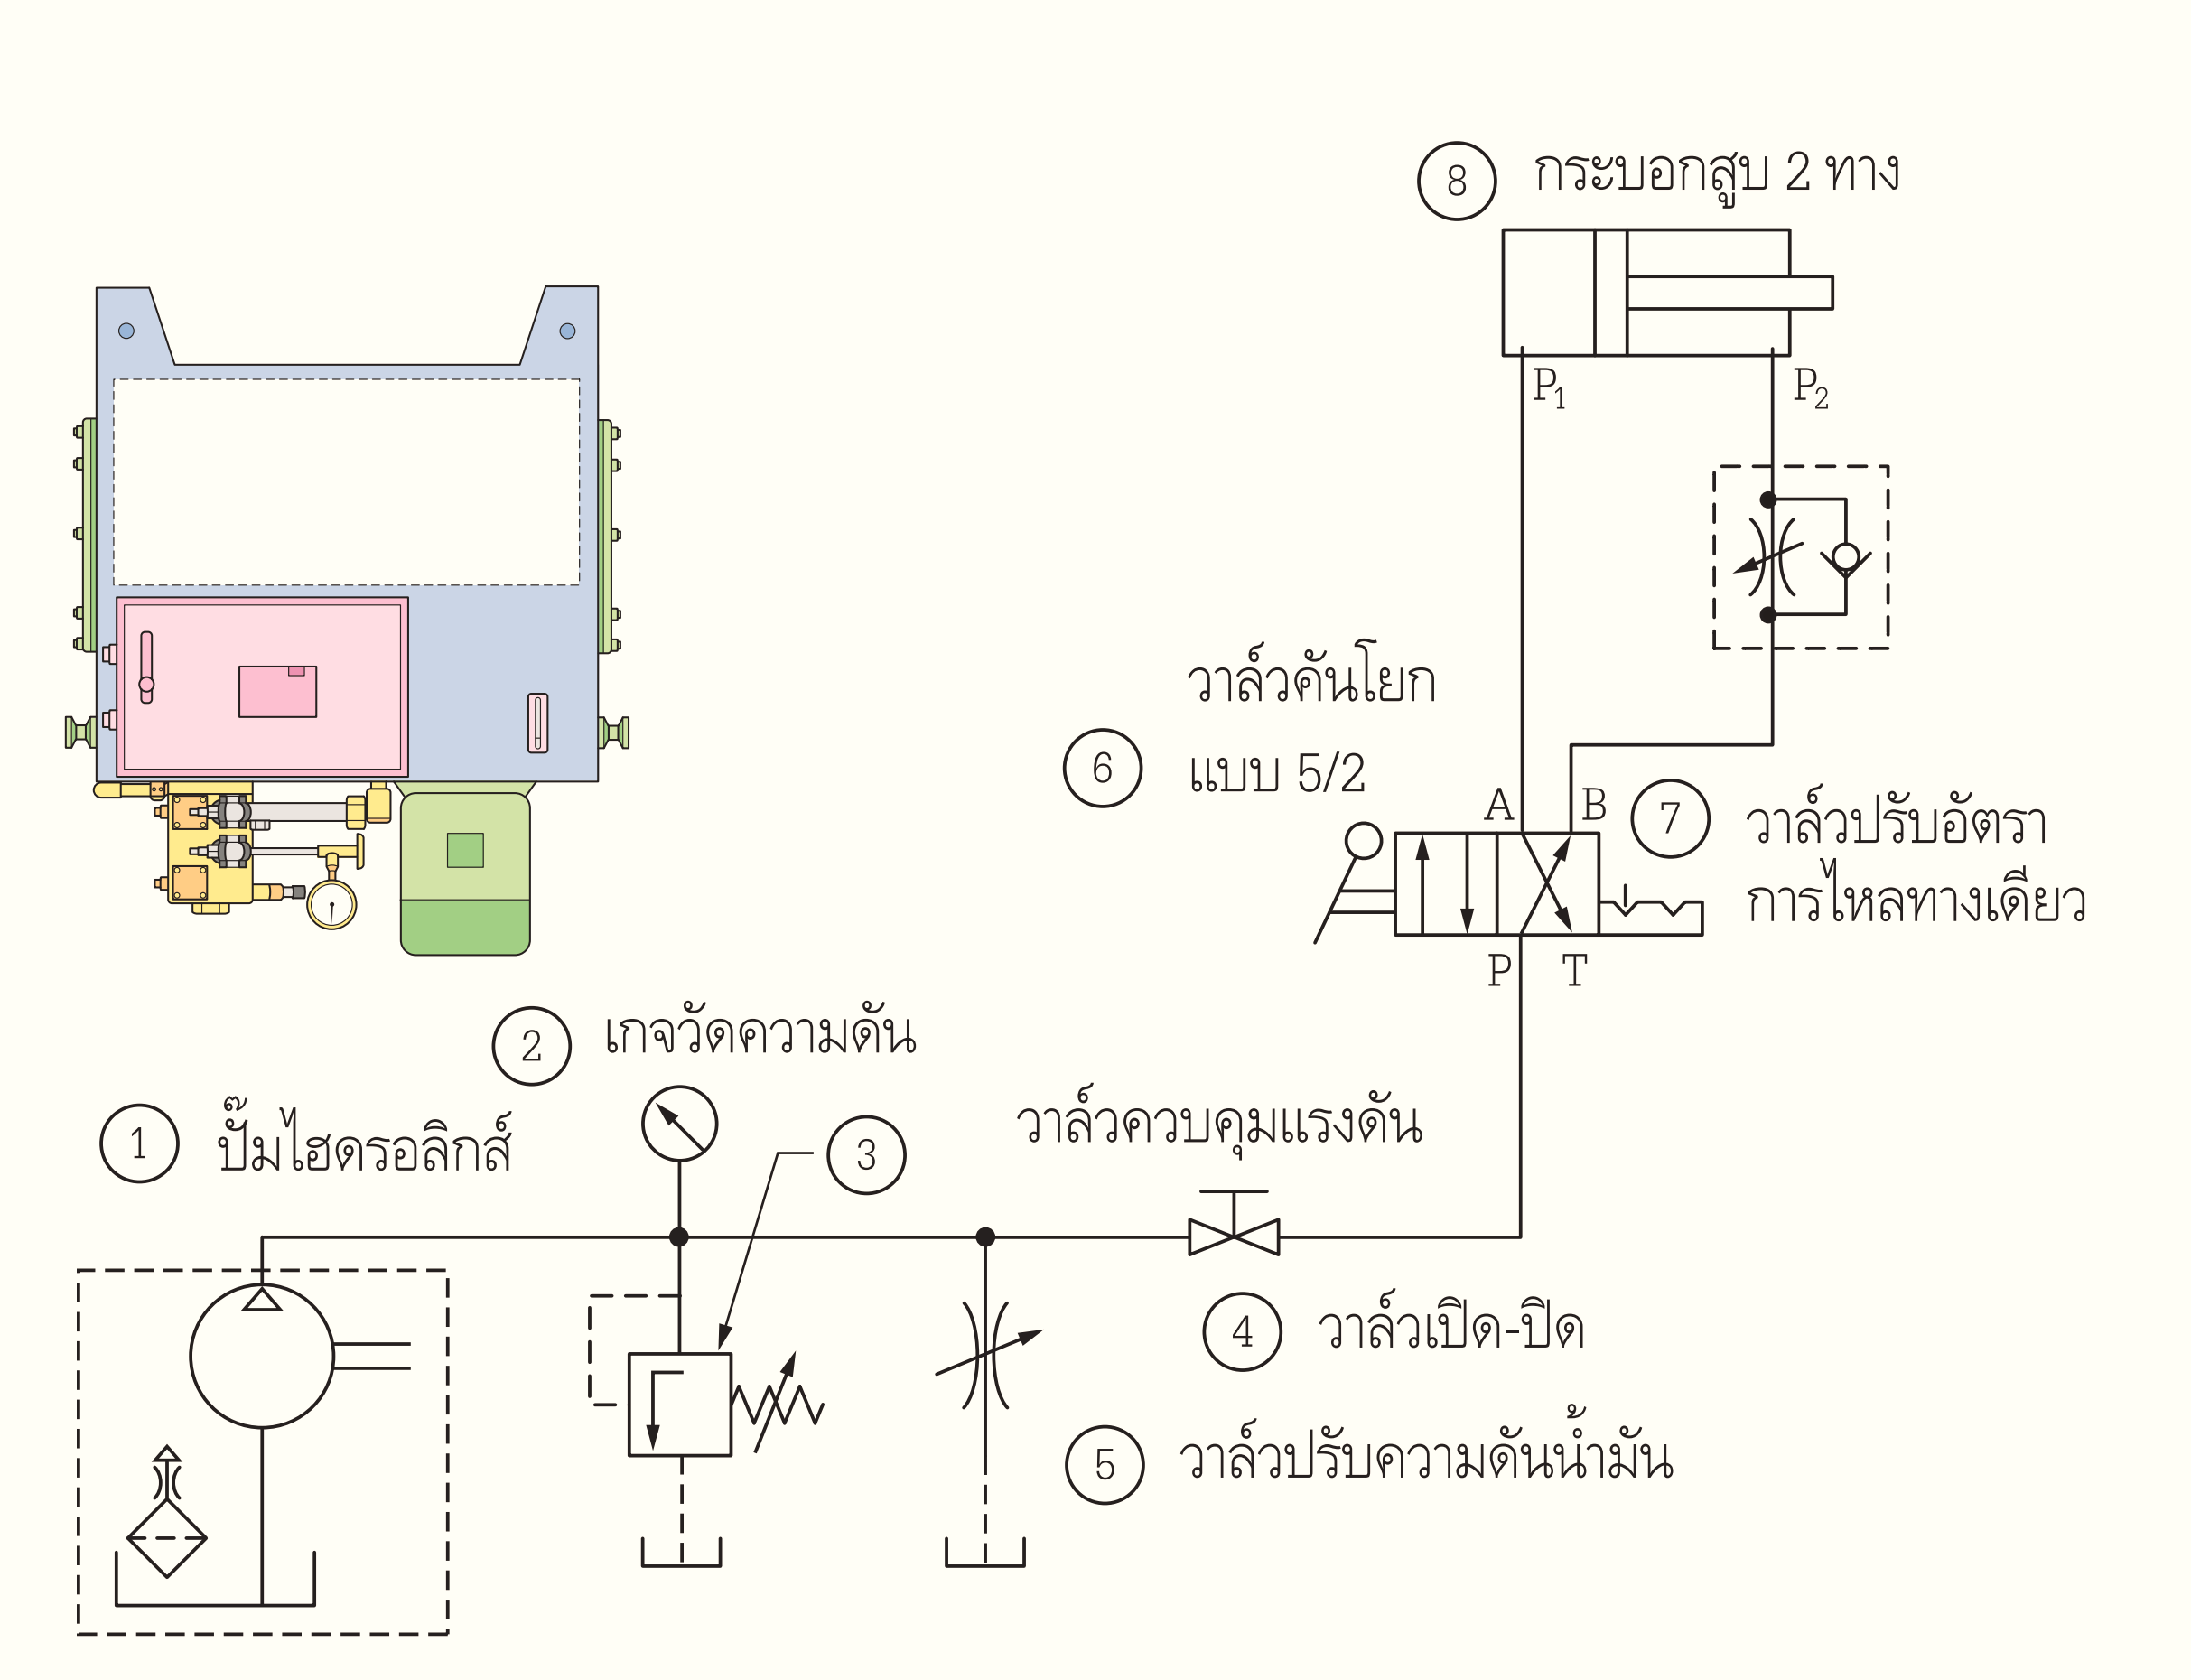 8 กระบอกสูบ 2 ทาง
P1
P2
วาล์วคันโยก
6 แบบ 5/2
A
B
7 วาล์วปรับอัตรา
การไหลทางเดียว
P
T
2 เกจวัดความดัน
1 ปั๊มไฮดรอลิกส์
3
วาล์วควบคุมแรงดัน
4 วาล์วเปิด-ปิด
5 วาล์วปรับความดันน้ำมัน